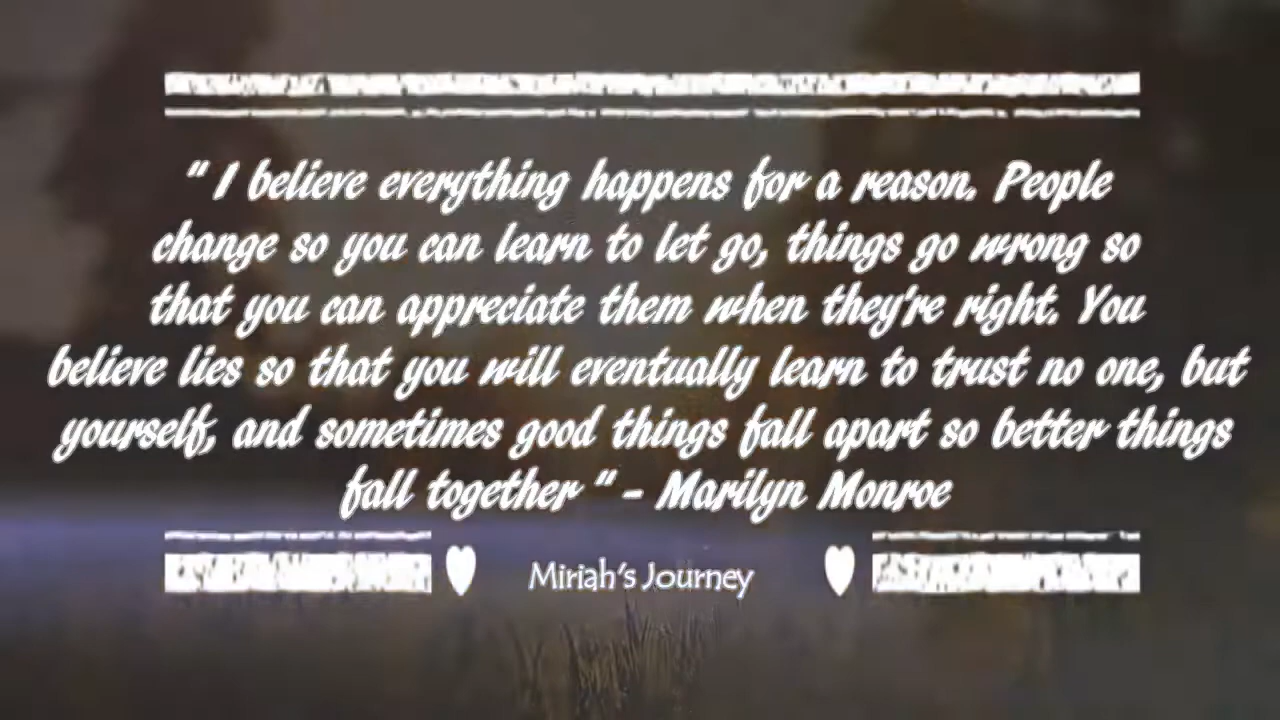 " I believe everything happens for a reason. People
change so you can learn to let go, things go wrong so
that you can appreciate them when they're right. You
believe lies so that you will eventually learn to trust no one, but
yourself, and sometimes good things fall apart so better things
fall together " - Marilyn Monroe
Miriah's Journey